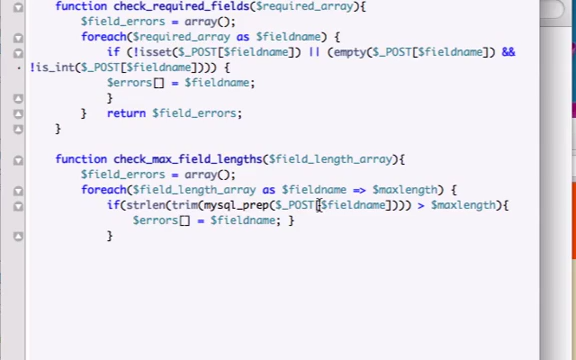 function check_required_fields($required_array){
$field_errors = array();
foreach($required_array as $fieldname) {
if (!isset($_POST[$fieldname]) || (empty($_POST[$fieldname]) &&
!is_int($_POST[$fieldname]))) {
$errors[] = $fieldname;
}
} return $field_errors;
}
function check_max_field_lengths($field_length_array){
$field_errors = array();
foreach($field_length_array as $fieldname => $maxlength) {
if(strlen(trim(mysql_prep($_POST[$fieldname]))) > $maxlength){
$errors[] = $fieldname; }
}